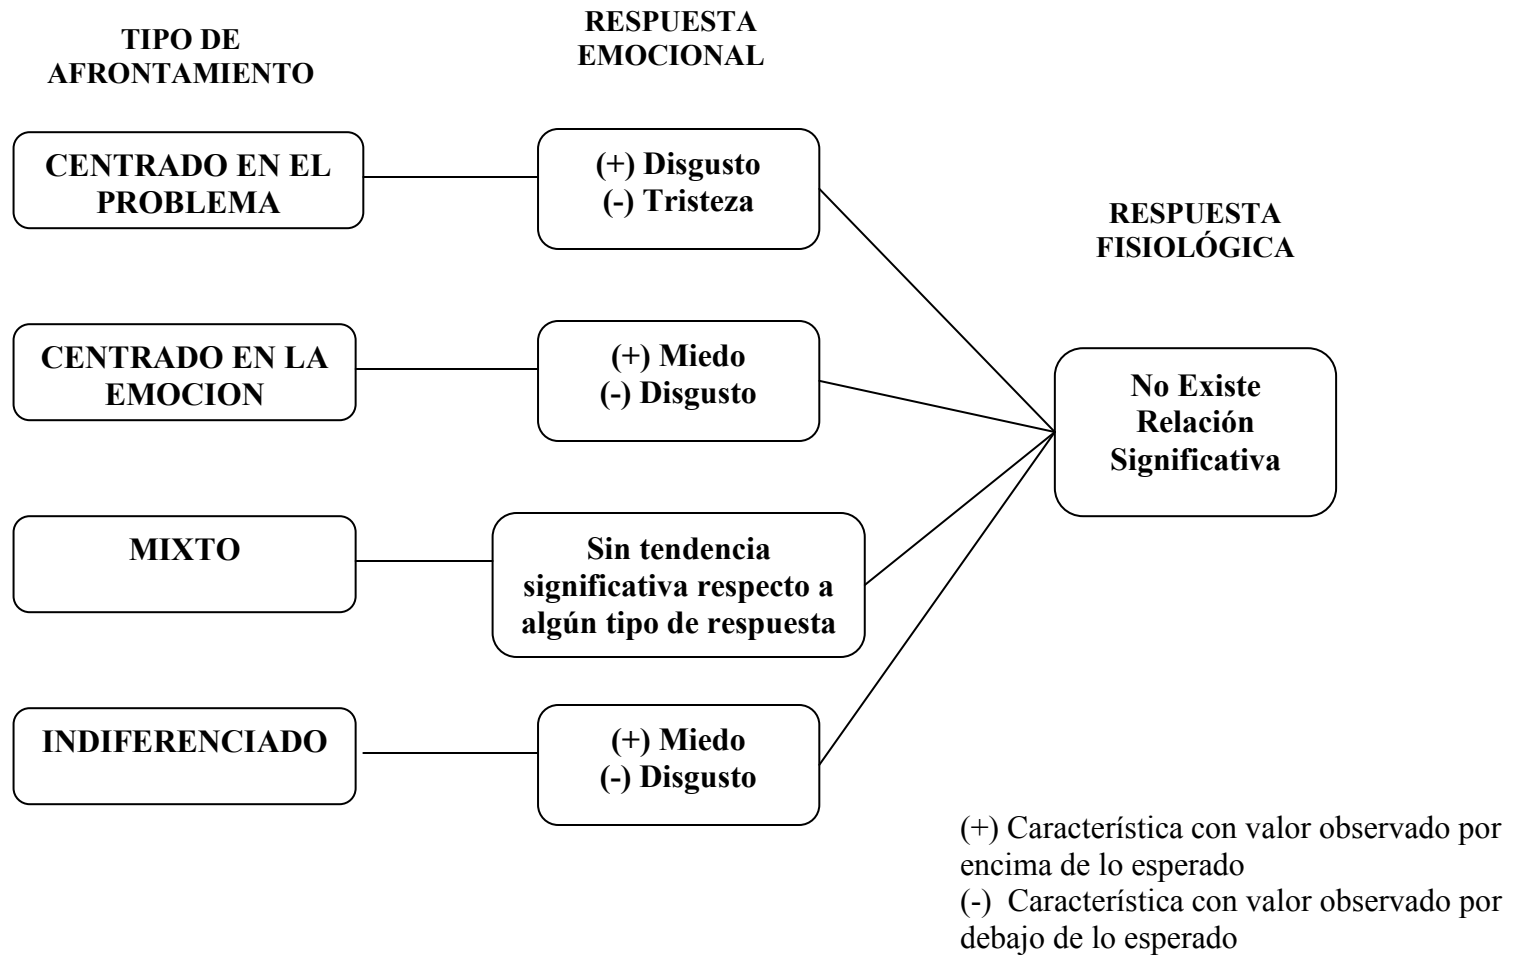 TIPO DE
AFRONTAMIENTO
RESPUESTA
EMOCIONAL
RESPUESTA
FISIOLÓGICA
CENTRADO EN EL
PROBLEMA
(+) Disgusto
(-) Tristeza
CENTRADO EN LA
EMOCION
(+) Miedo
(-) Disgusto
No Existe
Relación
Significativa
MIXTO
Sin tendencia
significativa respecto a
algún tipo de respuesta
INDIFERENCIADO
(+) Miedo
(-) Disgusto
(+) Característica con valor observado por
encima de lo esperado
(-) Característica con valor observado por
debajo de lo esperado